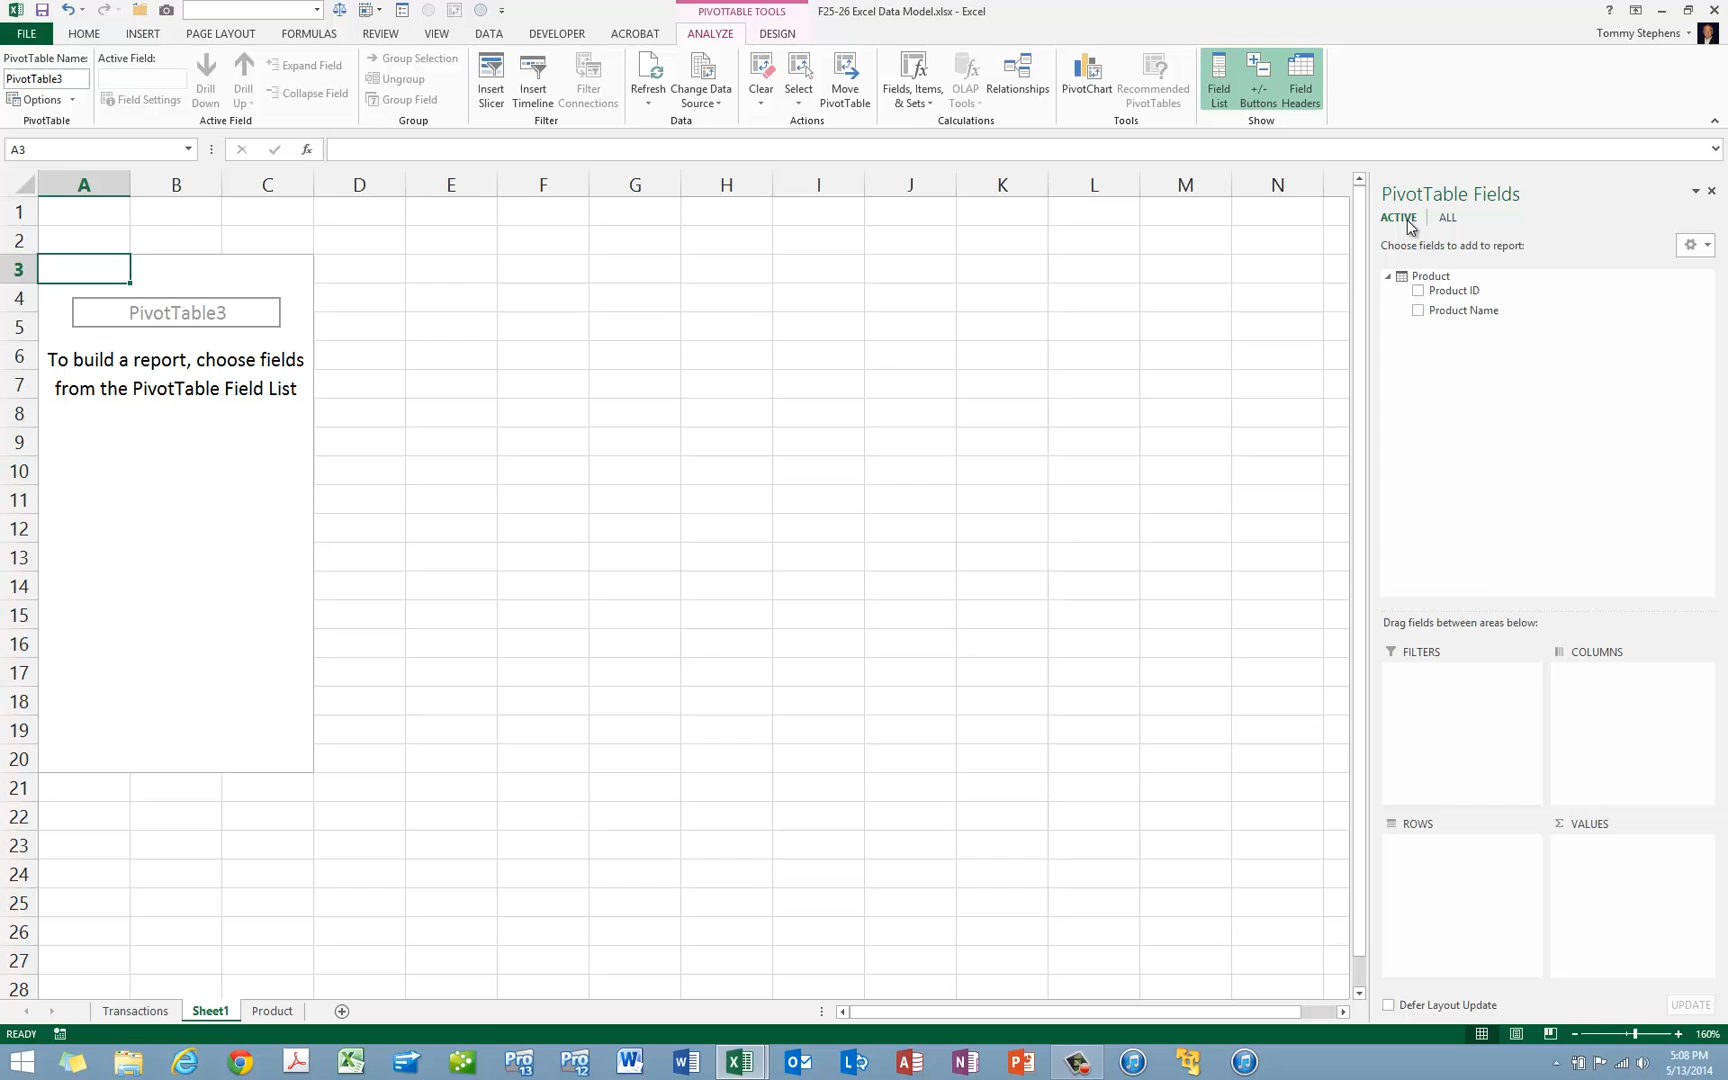 PIVOTTABLE TOOLS
F25-26 Excel Data Model.xlsx - Excel
?
FILE HOME INSERT PAGE LAYOUT FORMULAS REVIEW VIEW DATA DEVELOPER ACROBAT ANALYZE DESIGN
Tommy Stephens
PivotTable Name:
PivotTable3
Options
PivotTable
Active Field:
Field Settings
Drill Down
Drill Up
Expand Field
Collapse Field
Active Field
Group Selection
Ungroup
Group Field
Group
Insert Slicer
Insert Timeline
Filter Connections
Filter
Refresh
Change Data Source
Data
Clear
Select
Move PivotTable
Actions
Fields, Items, & Sets
OLAP Tools
Relationships
Calculations
PivotChart
Recommended PivotTables
Tools
Field List
+/- Buttons
Field Headers
Show
A3
fx
A B C D E F G H I J K L M N
1
2
3
4
5
6
7
8
9
10
11
12
13
14
15
16
17
18
19
20
21
22
23
24
25
26
27
28
PivotTable3
To build a report, choose fields
from the PivotTable Field List
PivotTable Fields
ACTIVE ALL
Choose fields to add to report:
Product
Product ID
Product Name
Drag fields between areas below:
FILTERS
COLUMNS
ROWS
Σ VALUES
Defer Layout Update
UPDATE
Transactions Sheet1 Product
READY
160%
5:08 PM
5/13/2014